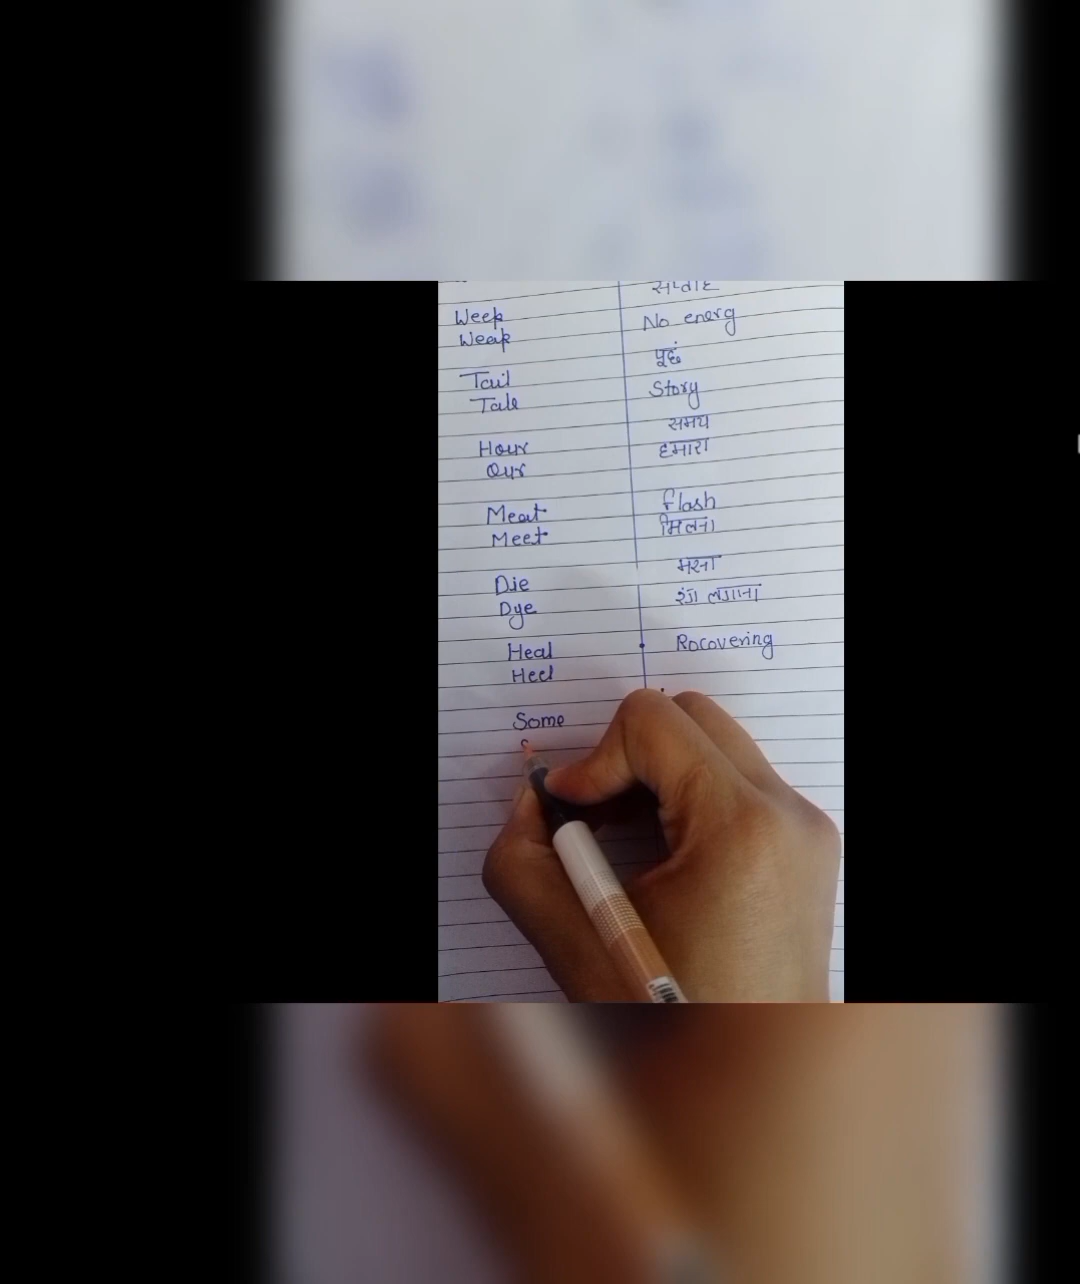 सप्ताह
Week
No energ
Weak
पूछं
Tail
Story
Tale
समय
Hour
हमारा
Our
Flash
Meat
मिलना
Meet
मरना
Die
रंग लगाना
Dye
Heal Rocovering
Heel
Some